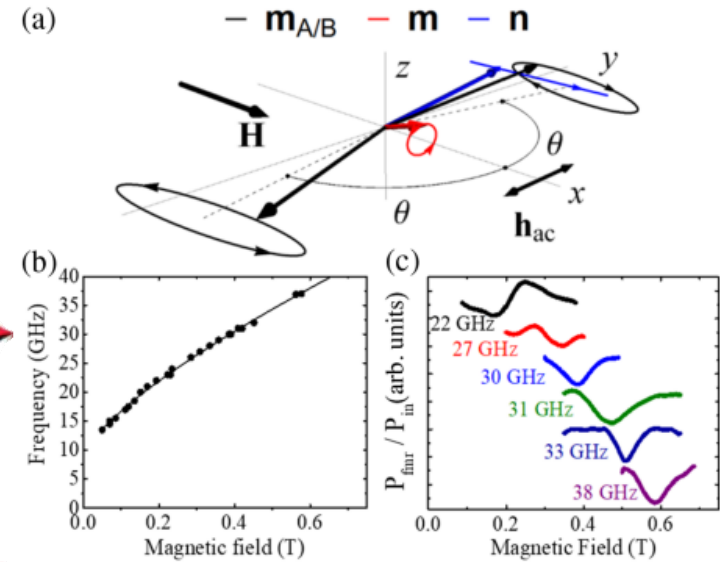 (a)
m_A/B m n
z
y
H
θ
x
θ
h_ac
(b)
Frequency (GHz)
40
35
30
25
20
15
10
5
0
0.0 0.2 0.4 0.6
Magnetic field (T)
(c)
P_fmr / P_in (arb. units)
22 GHz
27 GHz
30 GHz
31 GHz
33 GHz
38 GHz
0.0 0.2 0.4 0.6
Magnetic Field (T)